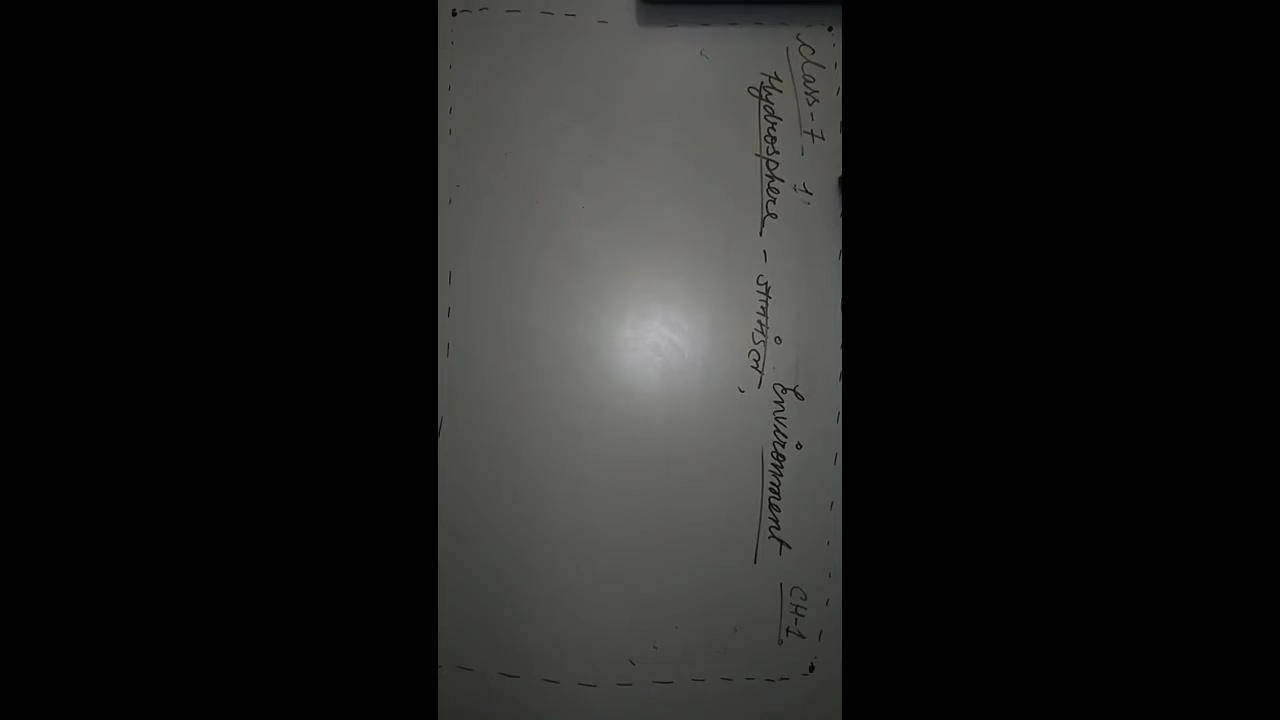 Class-7 - 1" Environment CH-1
Hydrosphere -